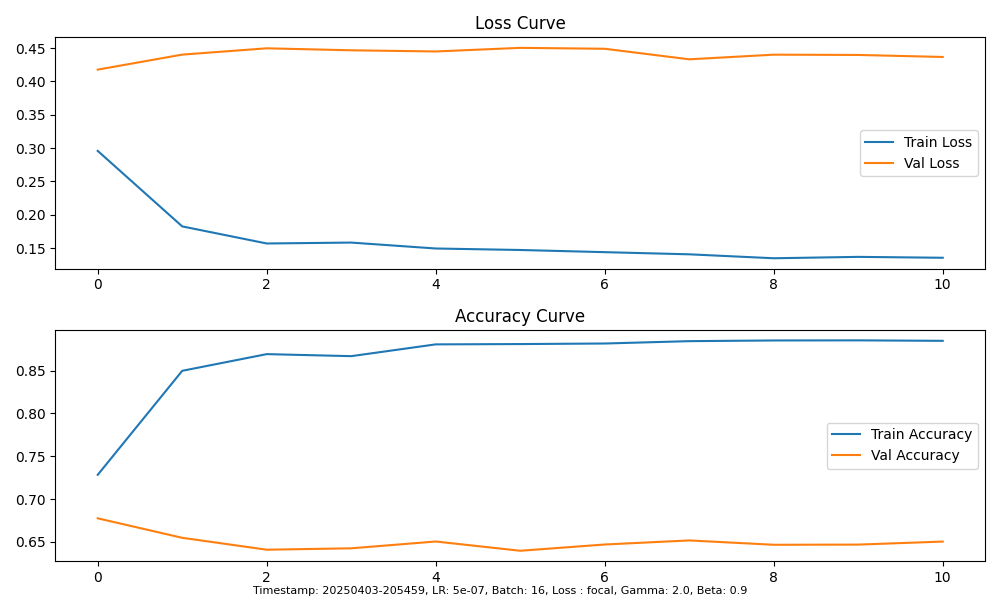 Loss Curve
0.45
0.40
0.35
0.30
0.25
0.20
0.15
Train Loss
Val Loss
0 2 4 6 8 10
Accuracy Curve
0.85
0.80
0.75
0.70
0.65
Train Accuracy
Val Accuracy
0 2 4 6 8 10
Timestamp: 20250403-205459, LR: 5e-07, Batch: 16, Loss : focal, Gamma: 2.0, Beta: 0.9